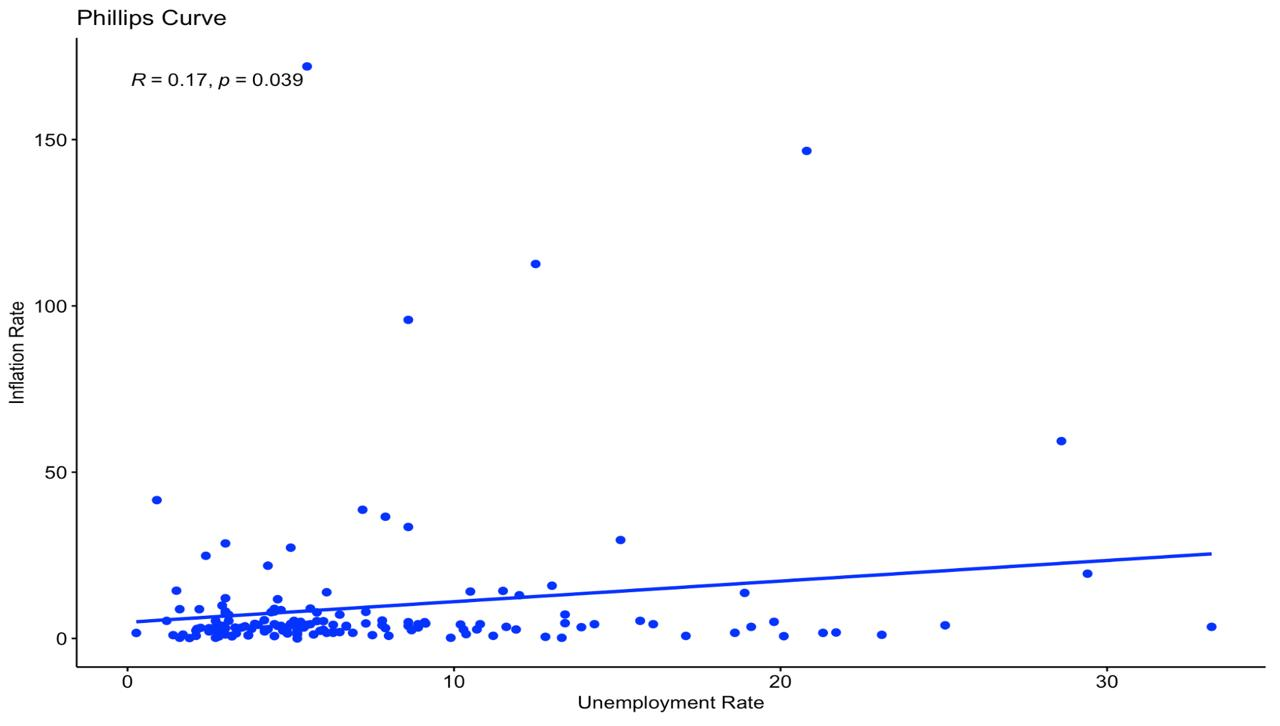 Phillips Curve
R = 0.17, p = 0.039
150
100
50
0
Inflation Rate
0 10 20 30
Unemployment Rate